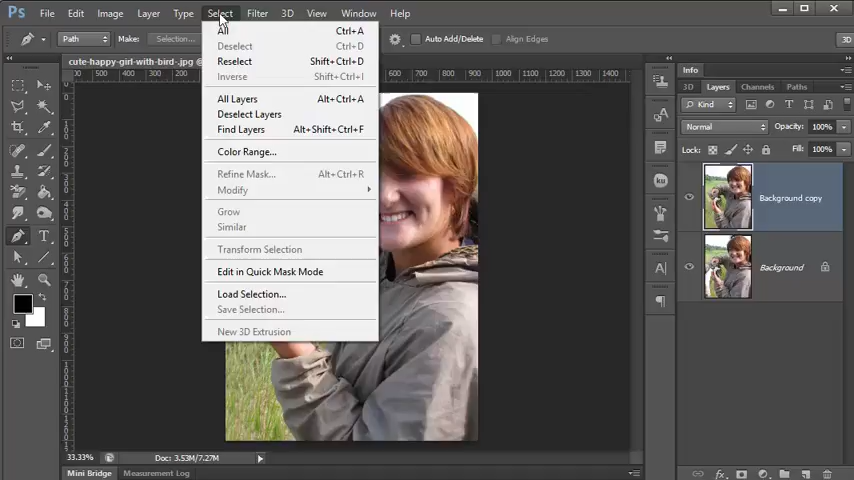 Ps File Edit Image Layer Type Select Filter 3D View Window Help
Path Make: Selection... Auto Add/Delete Align Edges 3D
cute-happy-girl-with-bird-.jpg @
All Ctrl+A
Deselect Ctrl+D
Reselect Shift+Ctrl+D
Inverse Shift+Ctrl+I
All Layers Alt+Ctrl+A
Deselect Layers
Find Layers Alt+Shift+Ctrl+F
Color Range...
Refine Mask... Alt+Ctrl+R
Modify
Grow
Similar
Transform Selection
Edit in Quick Mask Mode
Load Selection...
Save Selection...
New 3D Extrusion
Info
3D Layers Channels Paths
Kind
Normal Opacity: 100%
Lock: Fill: 100%
Background copy
Background
33.33% Doc: 3.53M/7.27M
Mini Bridge Measurement Log